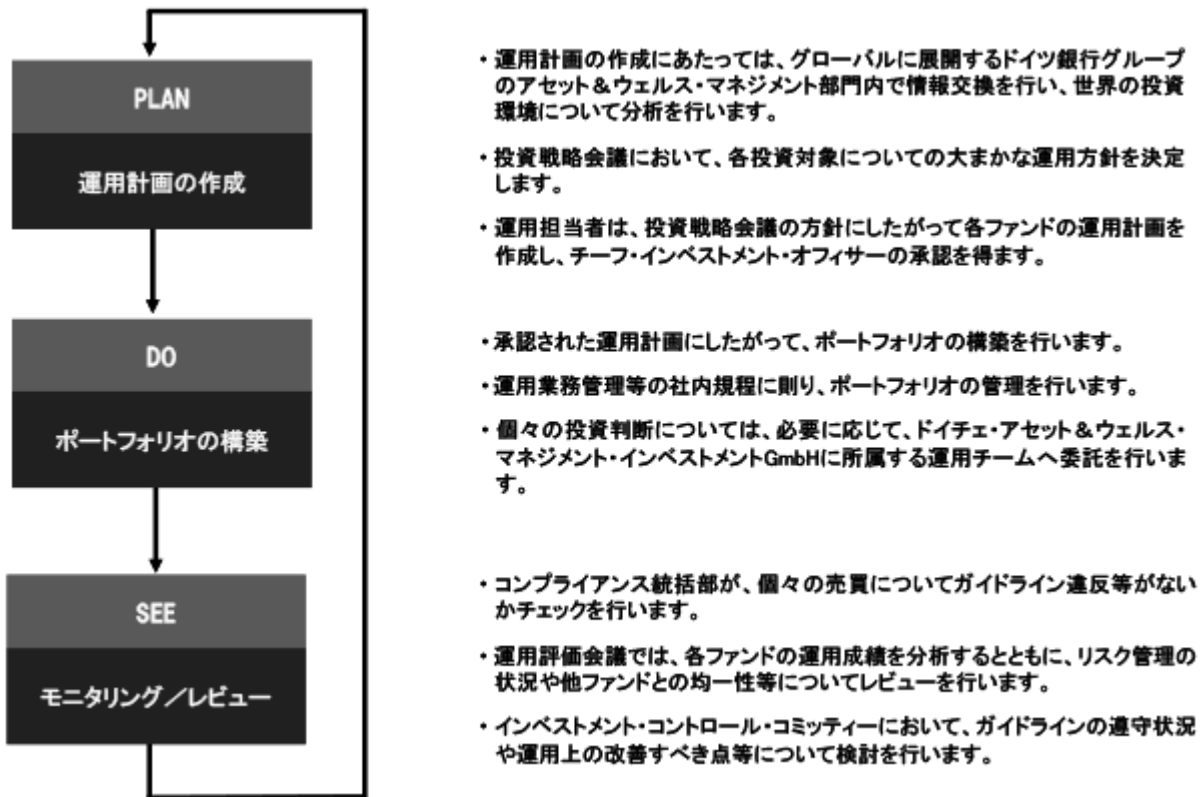 PLAN
運用計画の作成
・運用計画の作成にあたっては、グローバルに展開するドイツ銀行グループ
のアセット＆ウェルス・マネジメント部門内で情報交換を行い、世界の投資
環境について分析を行います。
・投資戦略会議において、各投資対象についての大まかな運用方針を決定
します。
・運用担当者は、投資戦略会議の方針にしたがって各ファンドの運用計画を
作成し、チーフ・インベストメント・オフィサーの承認を得ます。
DO
ポートフォリオの構築
・承認された運用計画にしたがって、ポートフォリオの構築を行います。
・運用業務管理等の社内規程に則り、ポートフォリオの管理を行います。
・個々の投資判断については、必要に応じて、ドイチェ・アセット＆ウェルス・
マネジメント・インベストメントGmbHに所属する運用チームへ委託を行いま
す。
SEE
モニタリング／レビュー
・コンプライアンス統括部が、個々の売買についてガイドライン違反等がない
かチェックを行います。
・運用評価会議では、各ファンドの運用成績を分析するとともに、リスク管理の
状況や他ファンドとの均一性等についてレビューを行います。
・インベストメント・コントロール・コミッティーにおいて、ガイドラインの遵守状況
や運用上の改善すべき点等について検討を行います。